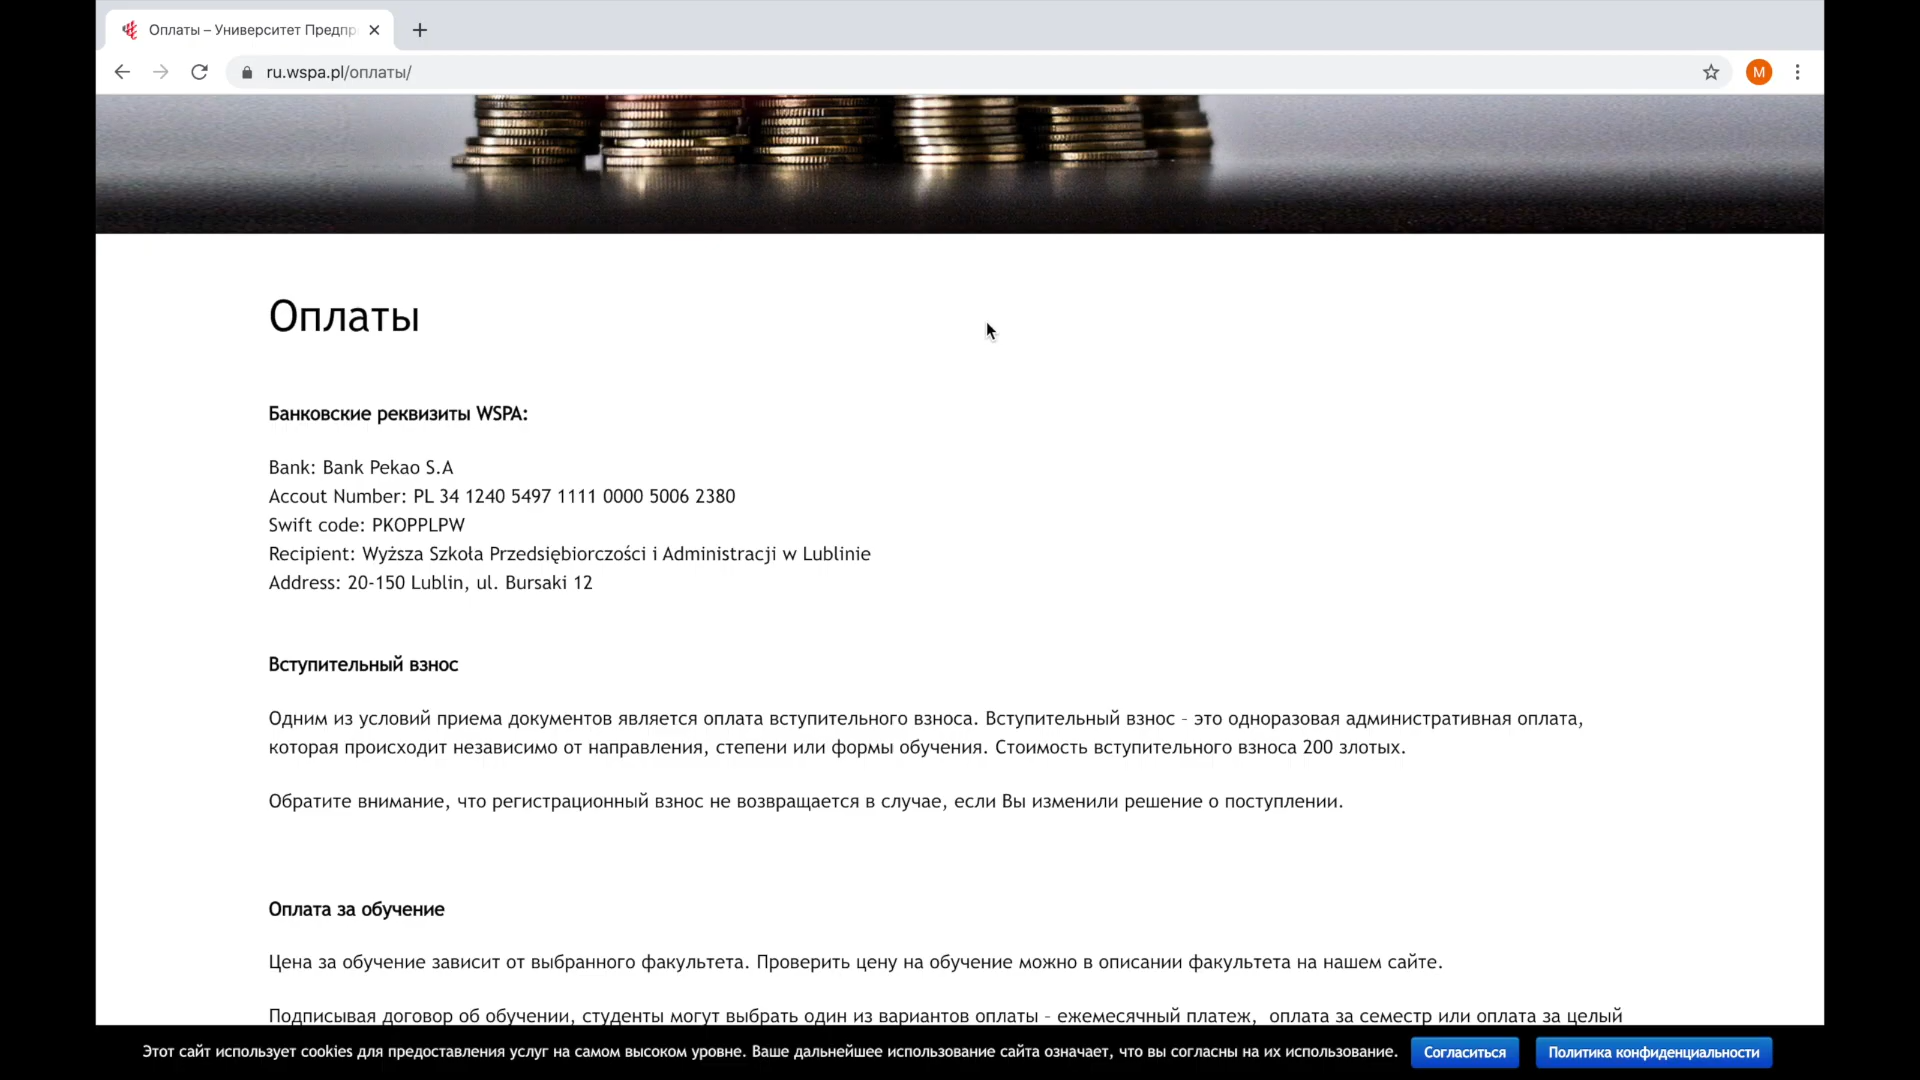 Оплаты – Университет Предпр
ru.wspa.pl/оплаты/
M
Оплаты
Банковские реквизиты WSPA:
Bank: Bank Pekao S.A
Accout Number: PL 34 1240 5497 1111 0000 5006 2380
Swift code: PKOPPLPW
Recipient: Wyższa Szkoła Przedsiębiorczości i Administracji w Lublinie
Address: 20-150 Lublin, ul. Bursaki 12
Вступительный взнос
Одним из условий приема документов является оплата вступительного взноса. Вступительный взнос - это одноразовая административная оплата,
которая происходит независимо от направления, степени или формы обучения. Стоимость вступительного взноса 200 злотых.
Обратите внимание, что регистрационный взнос не возвращается в случае, если Вы изменили решение о поступлении.
Оплата за обучение
Цена за обучение зависит от выбранного факультета. Проверить цену на обучение можно в описании факультета на нашем сайте.
Подписывая договор об обучении, студенты могут выбрать один из вариантов оплаты - ежемесячный платеж, оплата за семестр или оплата за целый
Этот сайт использует cookies для предоставления услуг на самом высоком уровне. Ваше дальнейшее использование сайта означает, что вы согласны на их использование.
Согласиться
Политика конфиденциальности